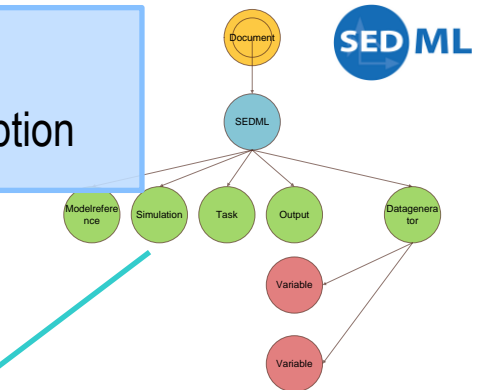 Document
SED ML
ption
SEDML
Modelrefere
nce
Simulation
Task
Output
Datagenera
tor
Variable
Variable